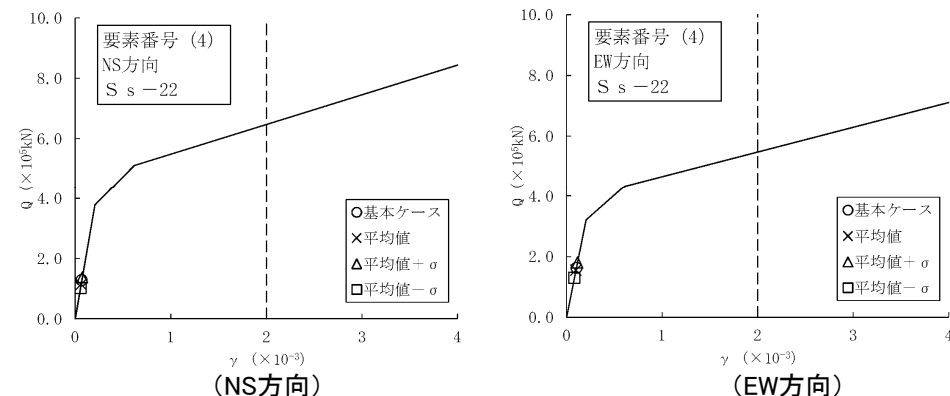 10.0
8.0
6.0
4.0
2.0
0.0
Q (×10⁵kN)
要素番号 (4)
NS方向
Ss－22
○基本ケース
×平均値
△平均値＋σ
□平均値－σ
0 1 2 3 4
γ (×10⁻³)
(NS方向)
10.0
8.0
6.0
4.0
2.0
0.0
Q (×10⁵kN)
要素番号 (4)
EW方向
Ss－22
○基本ケース
×平均値
△平均値＋σ
□平均値－σ
0 1 2 3 4
γ (×10⁻³)
(EW方向)